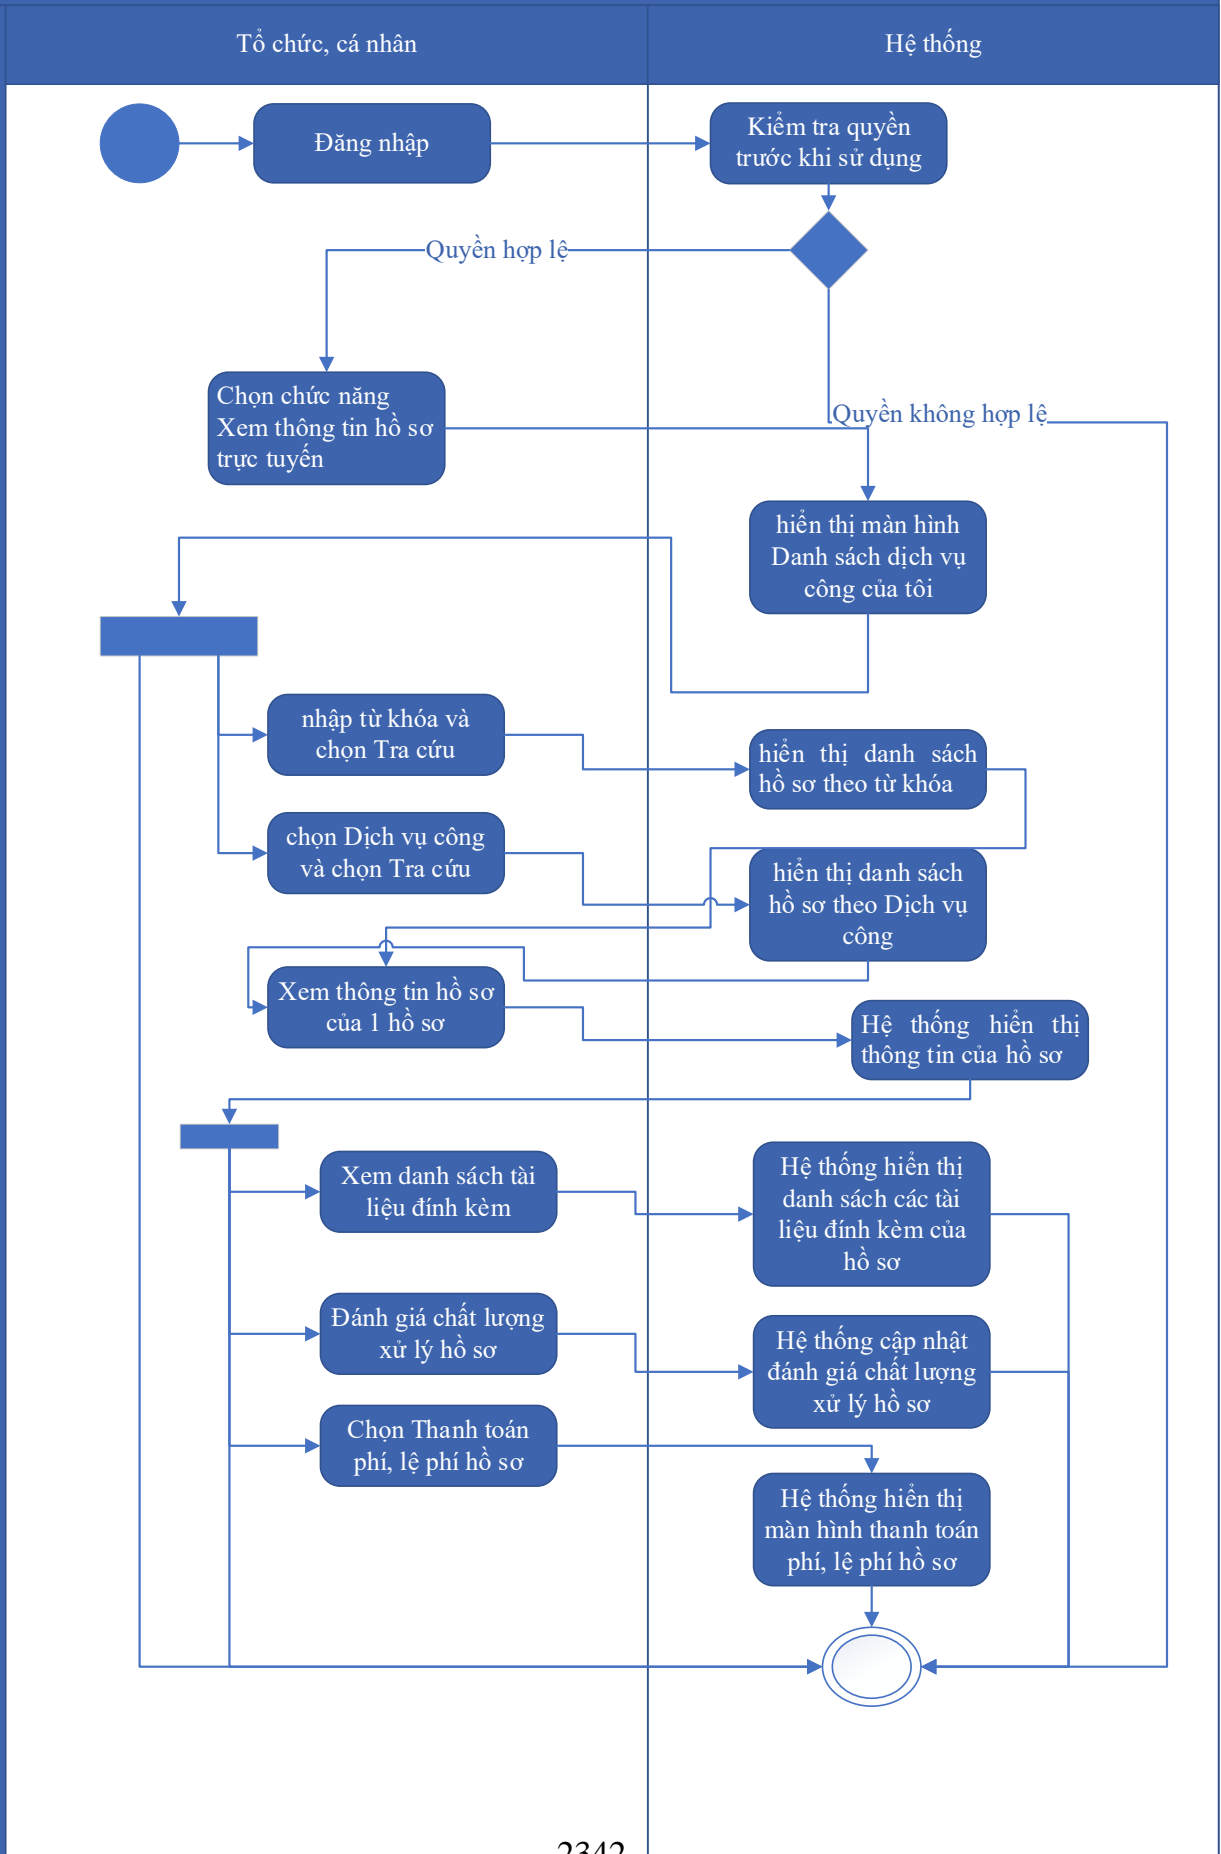 Tổ chức, cá nhân
Hệ thống
Đăng nhập
Kiểm tra quyền
trước khi sử dụng
Quyền hợp lệ
Chọn chức năng
Xem thông tin hồ sơ
trực tuyến
Quyền không hợp lệ
hiển thị màn hình
Danh sách dịch vụ
công của tôi
nhập từ khóa và
chọn Tra cứu
hiển thị danh sách
hồ sơ theo từ khóa
chọn Dịch vụ công
và chọn Tra cứu
hiển thị danh sách
hồ sơ theo Dịch vụ
công
Xem thông tin hồ sơ
của 1 hồ sơ
Hệ thống hiển thị
thông tin của hồ sơ
Xem danh sách tài
liệu đính kèm
Hệ thống hiển thị
danh sách các tài
liệu đính kèm của
hồ sơ
Đánh giá chất lượng
xử lý hồ sơ
Hệ thống cập nhật
đánh giá chất lượng
xử lý hồ sơ
Chọn Thanh toán
phí, lệ phí hồ sơ
Hệ thống hiển thị
màn hình thanh toán
phí, lệ phí hồ sơ
2342